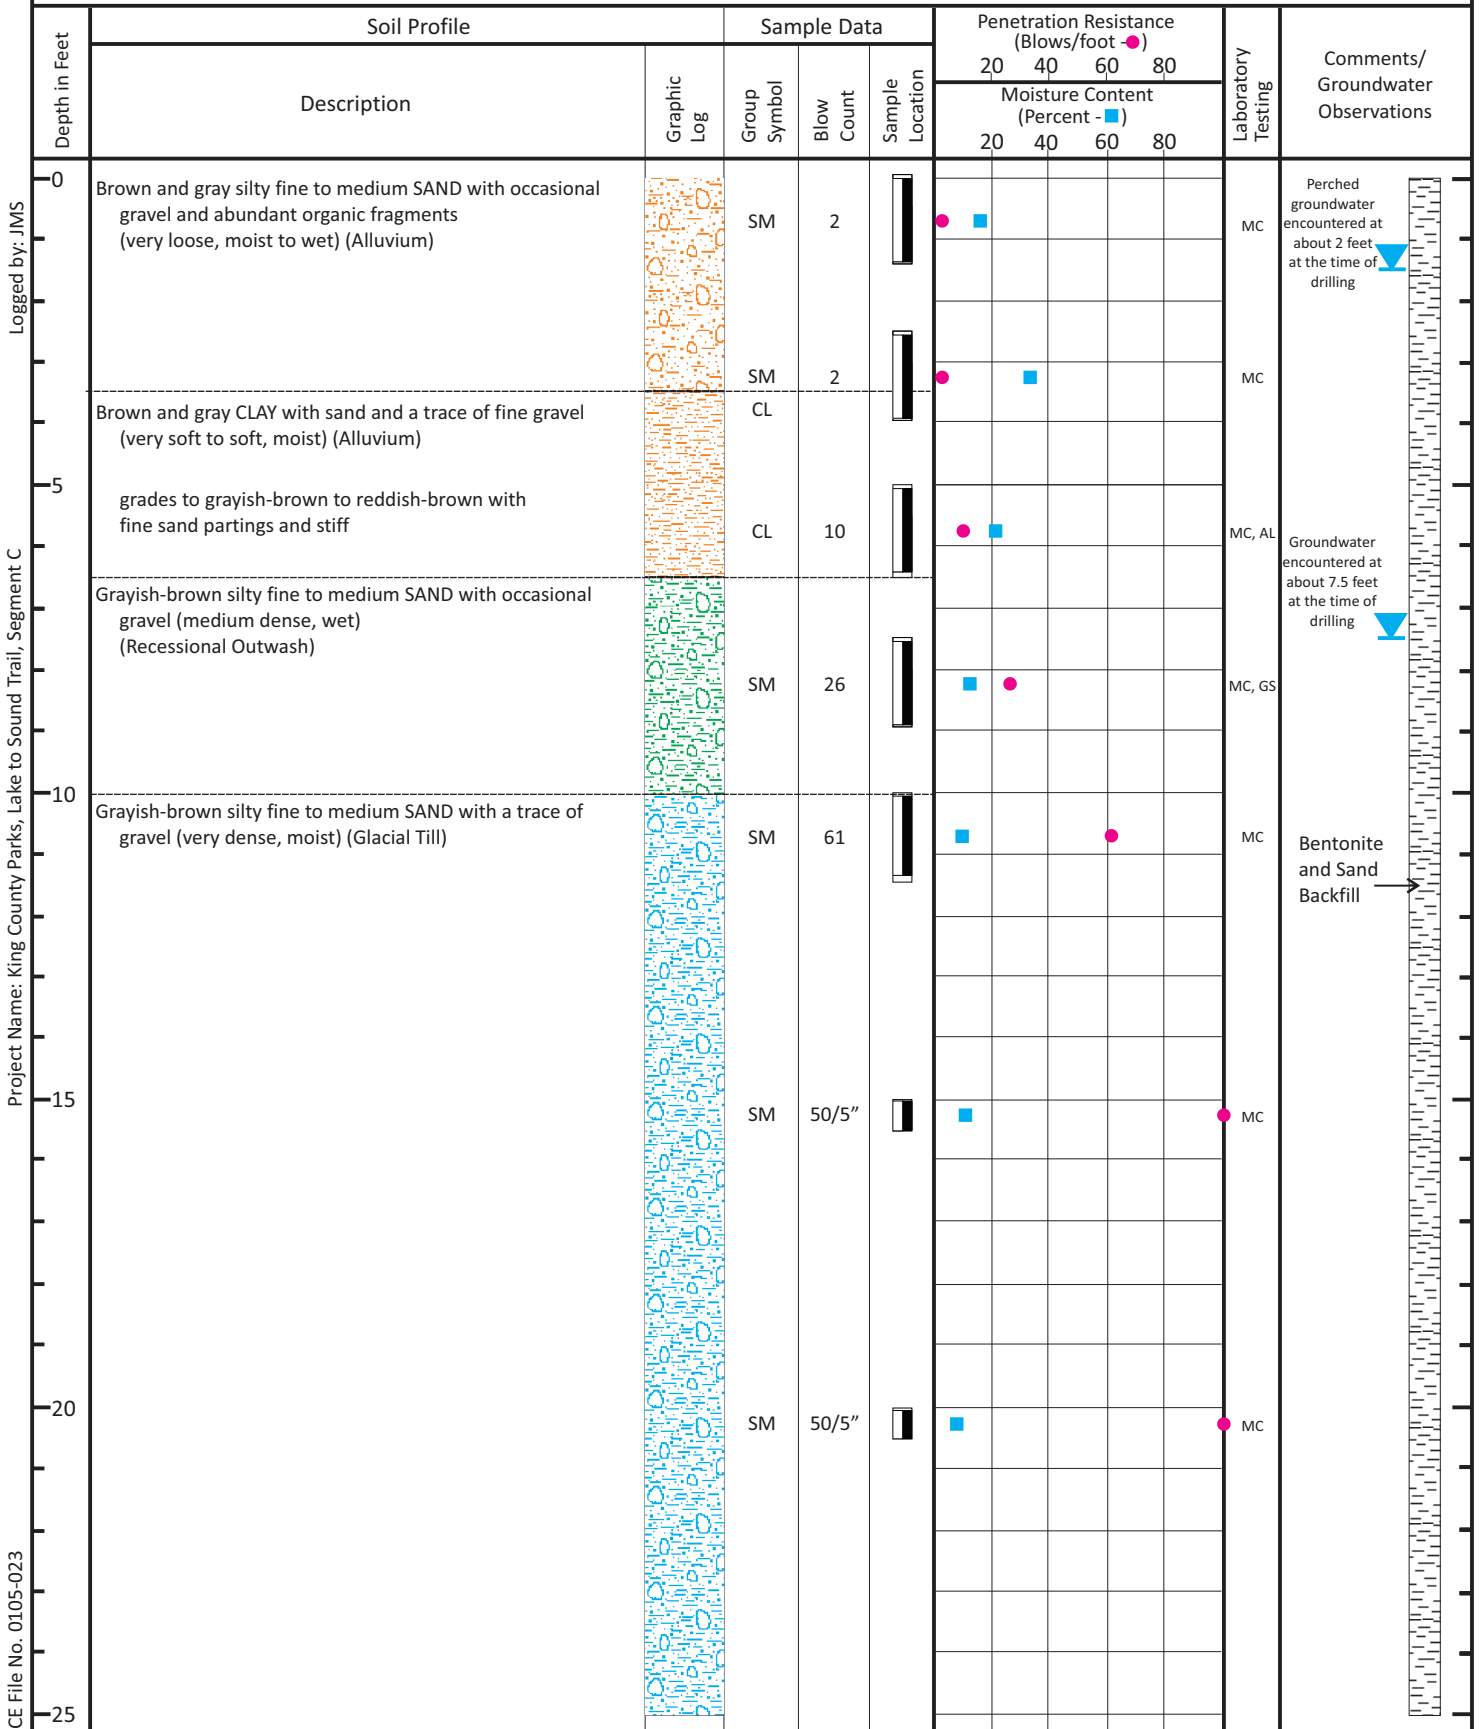 Depth in Feet
Soil Profile
Description
Graphic
Log
Sample Data
Group
Symbol
Blow
Count
Sample
Location
Penetration Resistance
(Blows/foot - )
20 40 60 80
Moisture Content
(Percent - )
20 40 60 80
Laboratory
Testing
Comments/
Groundwater
Observations
Logged by: JMS
Project Name: King County Parks, Lake to Sound Trail, Segment C
CE File No. 0105-023
0
Brown and gray silty fine to medium SAND with occasional
gravel and abundant organic fragments
(very loose, moist to wet) (Alluvium)
SM 2 MC
Perched
groundwater
encountered at
about 2 feet
at the time of
drilling
SM 2 MC
Brown and gray CLAY with sand and a trace of fine gravel
(very soft to soft, moist) (Alluvium)
CL
5
grades to grayish-brown to reddish-brown with
fine sand partings and stiff
CL 10 MC, AL
Groundwater
encountered at
about 7.5 feet
at the time of
drilling
Grayish-brown silty fine to medium SAND with occasional
gravel (medium dense, wet)
(Recessional Outwash)
SM 26 MC, GS
10
Grayish-brown silty fine to medium SAND with a trace of
gravel (very dense, moist) (Glacial Till)
SM 61 MC
Bentonite
and Sand
Backfill
15
SM 50/5” MC
20
SM 50/5” MC
25